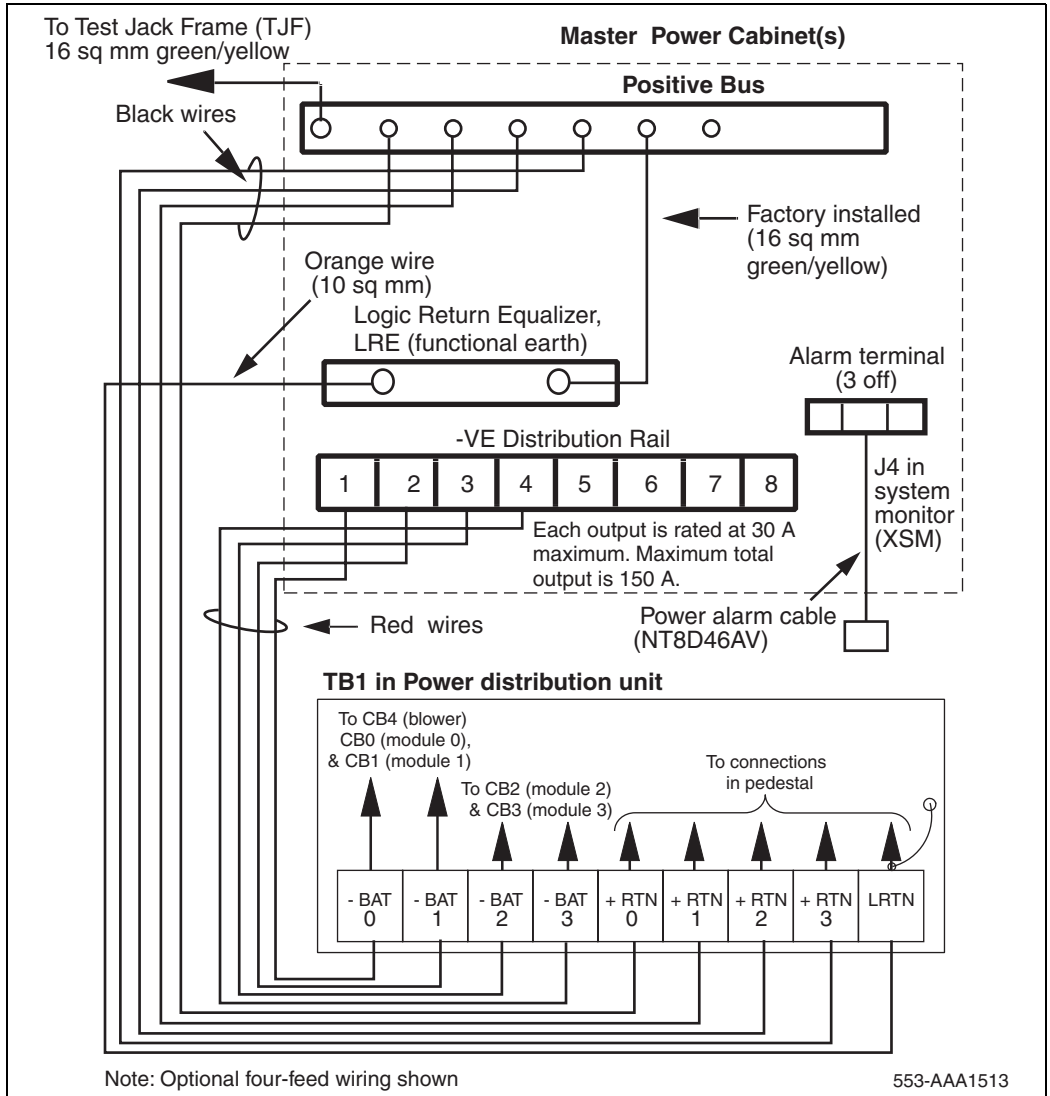 To Test Jack Frame (TJF)
16 sq mm green/yellow
Master Power Cabinet(s)
Positive Bus
Black wires
Factory installed
(16 sq mm
green/yellow)
Orange wire
(10 sq mm)
Logic Return Equalizer,
LRE (functional earth)
Alarm terminal
(3 off)
-VE Distribution Rail
1 2 3 4 5 6 7 8
J4 in
system
monitor
(XSM)
Each output is rated at 30 A
maximum. Maximum total
output is 150 A.
Power alarm cable
(NT8D46AV)
Red wires
TB1 in Power distribution unit
To CB4 (blower)
CB0 (module 0),
& CB1 (module 1)
To CB2 (module 2)
& CB3 (module 3)
To connections
in pedestal
- BAT
0
- BAT
1
- BAT
2
- BAT
3
+ RTN
0
+ RTN
1
+ RTN
2
+ RTN
3
LRTN
Note: Optional four-feed wiring shown
553-AAA1513